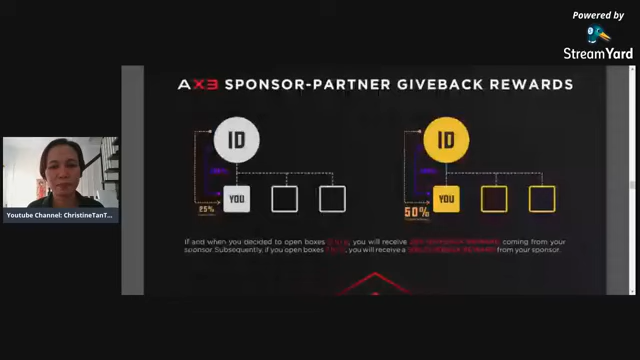 Powered by
StreamYard
AX3 SPONSOR-PARTNER GIVEBACK REWARDS
ID
ID
YOU
YOU
25%
50%
Youtube Channel: ChristineTanT...
If and when you decided to open boxes you will receive coming from your
sponsor. Subsequently, if you open boxes you will receive a from your sponsor.